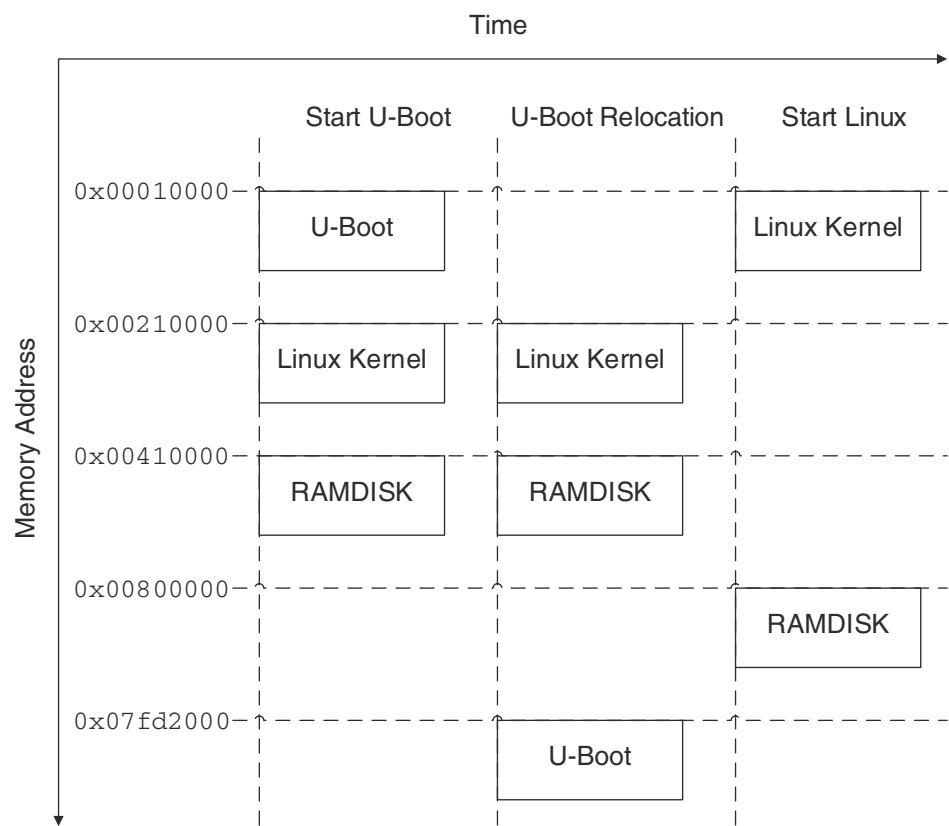 Time
Start U-Boot U-Boot Relocation Start Linux
0x00010000
U-Boot Linux Kernel
0x00210000
Linux Kernel Linux Kernel
Memory Address
0x00410000
RAMDISK RAMDISK
0x00800000
RAMDISK
0x07fd2000
U-Boot